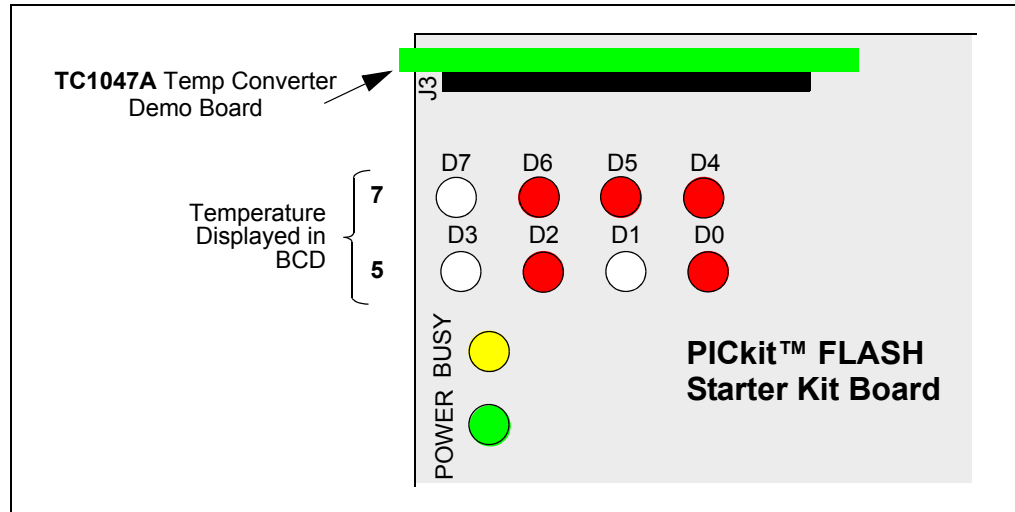 TC1047A Temp Converter
Demo Board
J3
D7 D6 D5 D4
7
Temperature
Displayed in
BCD
D3 D2 D1 D0
5
BUSY
POWER
PICkit™ FLASH
Starter Kit Board